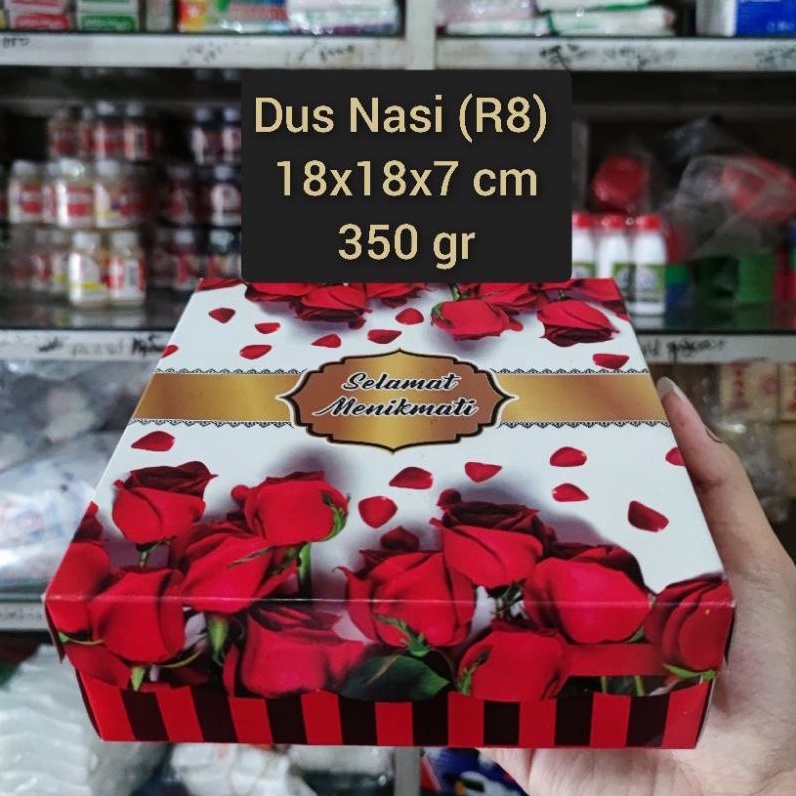 Dus Nasi (R8)
18x18x7 cm
350 gr
Selamat
Menikmati